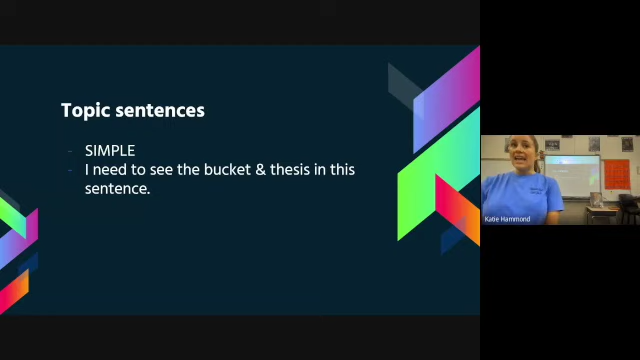 Topic sentences
- SIMPLE
- I need to see the bucket & thesis in this
sentence.
Katie Hammond